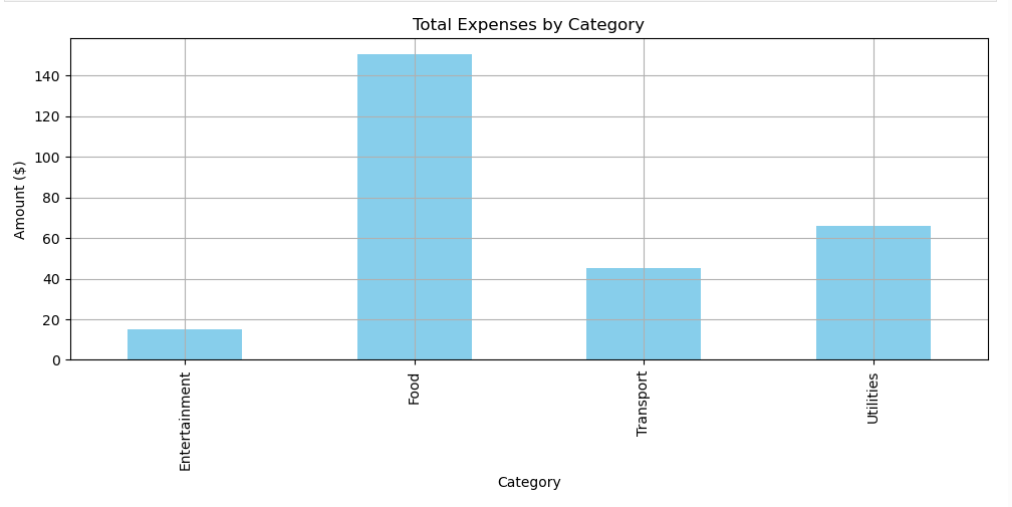 Total Expenses by Category
Amount ($)
140
120
100
80
60
40
20
0
Entertainment
Food
Transport
Utilities
Category